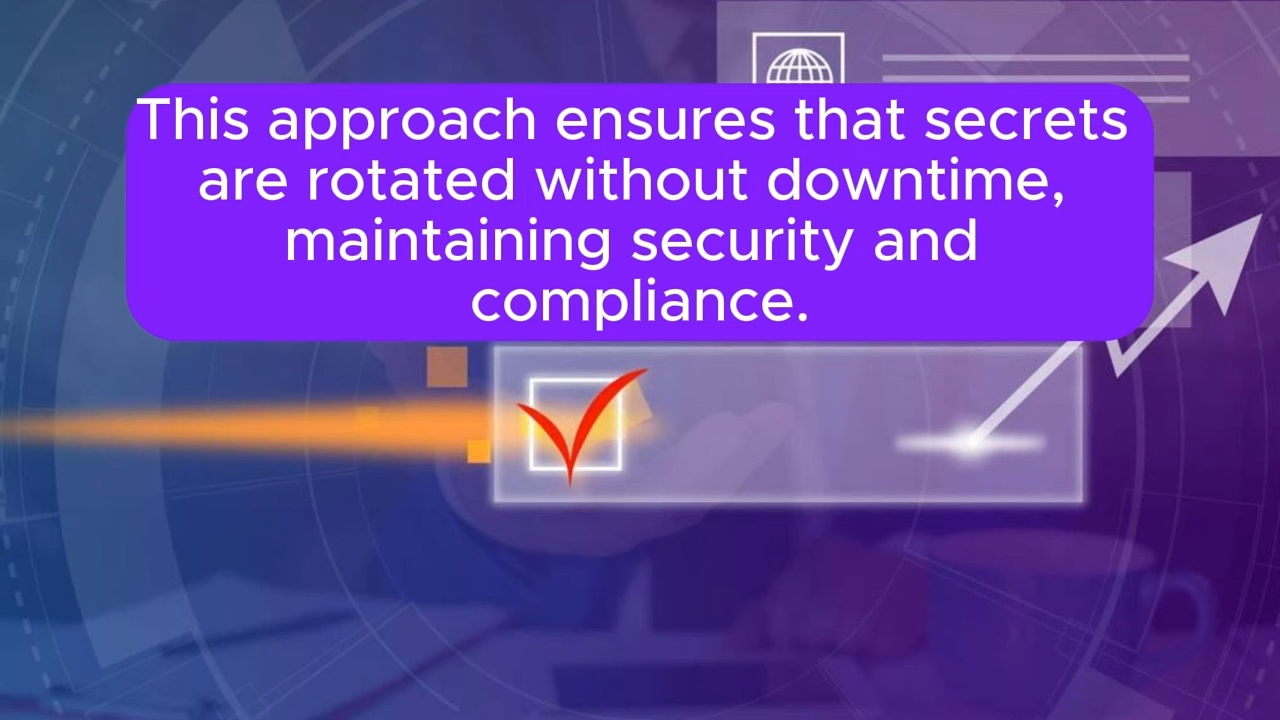 This approach ensures that secrets
are rotated without downtime,
maintaining security and
compliance.